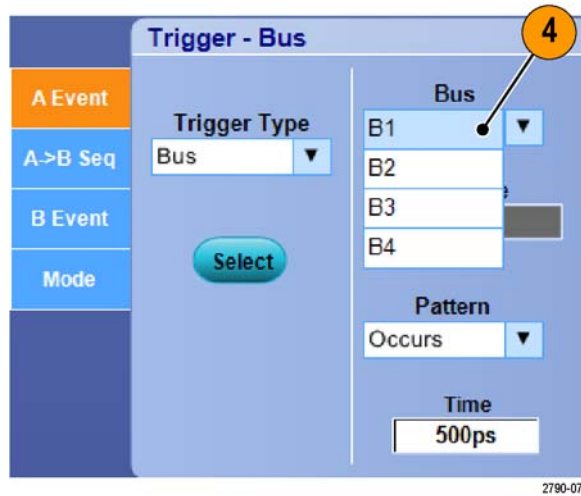 Trigger - Bus
4
A Event
A->B Seq
B Event
Mode
Trigger Type
Bus
Select
Bus
B1
B2
B3
B4
Pattern
Occurs
Time
500ps
2790-07